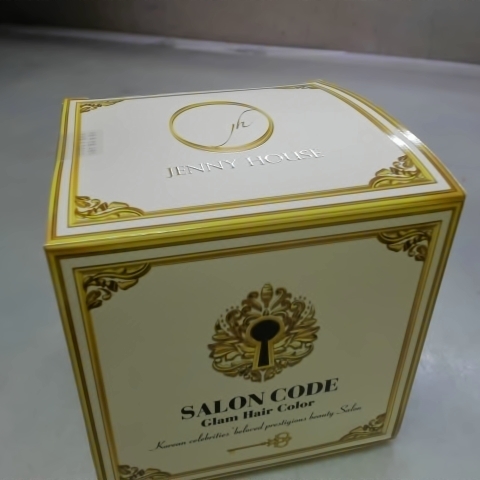 jh
JENNY HOUSE
SALON CODE
Glam Hair Color
Korean celebrities' beloved prestigious beauty Salon